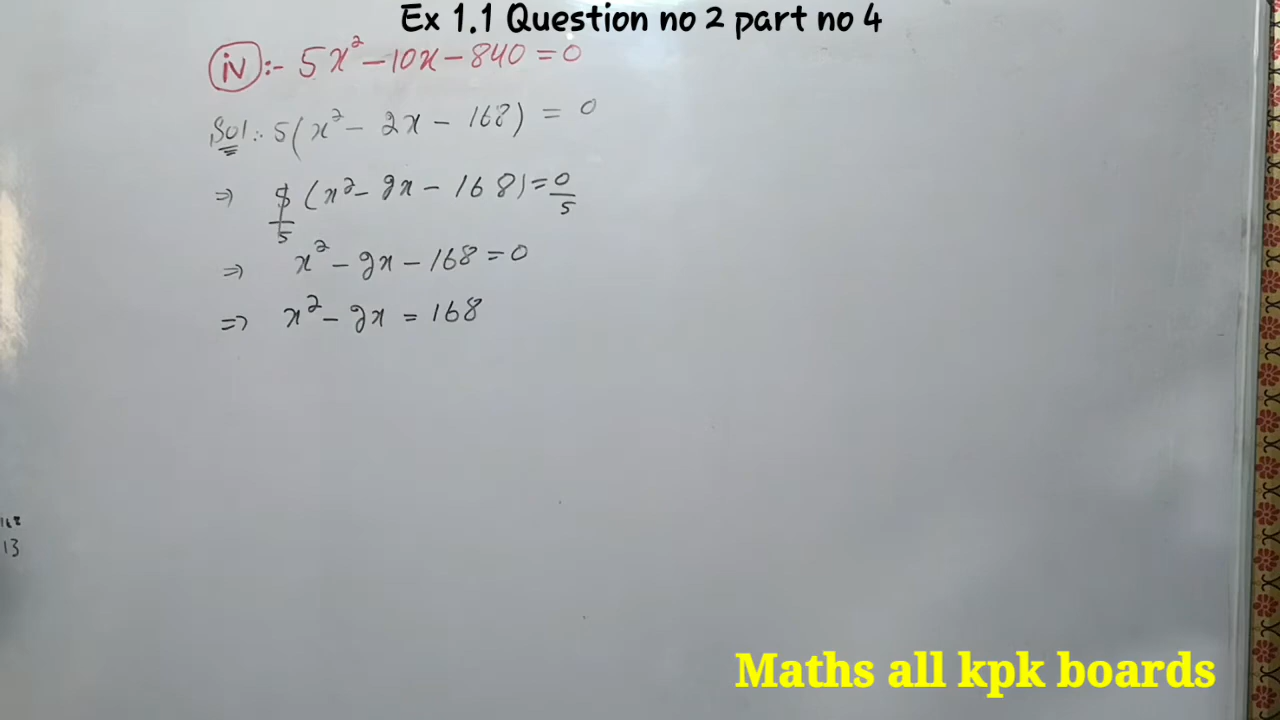 Ex 1.1 Question no 2 part no 4
iv :- 5x² - 10x - 840 = 0
Sol:. 5(x² - 2x - 168) = 0
⇒ 5/5 (x² - 2x - 168) = 0/5
⇒ x² - 2x - 168 = 0
⇒ x² - 2x = 168
168
13
Maths all kpk boards